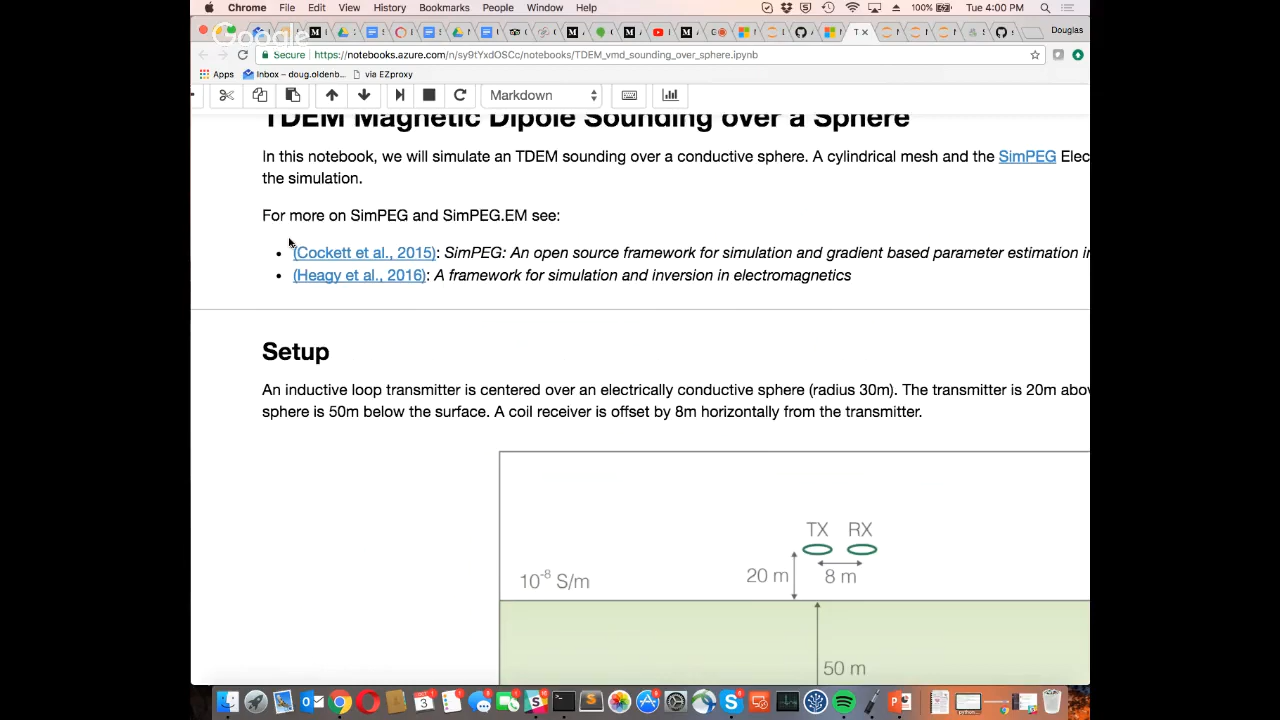 Chrome File Edit View History Bookmarks People Window Help 100% Tue 4:00 PM
Google
Douglas
Secure https://notebooks.azure.com/n/sy9tYxdOSCc/notebooks/TDEM_vmd_sounding_over_sphere.ipynb
Apps Inbox – doug.oldenb... via EZproxy
Markdown
TDEM Magnetic Dipole Sounding over a Sphere
In this notebook, we will simulate an TDEM sounding over a conductive sphere. A cylindrical mesh and the SimPEG Elec
the simulation.
For more on SimPEG and SimPEG.EM see:
• (Cockett et al., 2015): SimPEG: An open source framework for simulation and gradient based parameter estimation in
• (Heagy et al., 2016): A framework for simulation and inversion in electromagnetics
Setup
An inductive loop transmitter is centered over an electrically conductive sphere (radius 30m). The transmitter is 20m abov
sphere is 50m below the surface. A coil receiver is offset by 8m horizontally from the transmitter.
TX RX
20 m 8 m
10⁻⁸ S/m
50 m